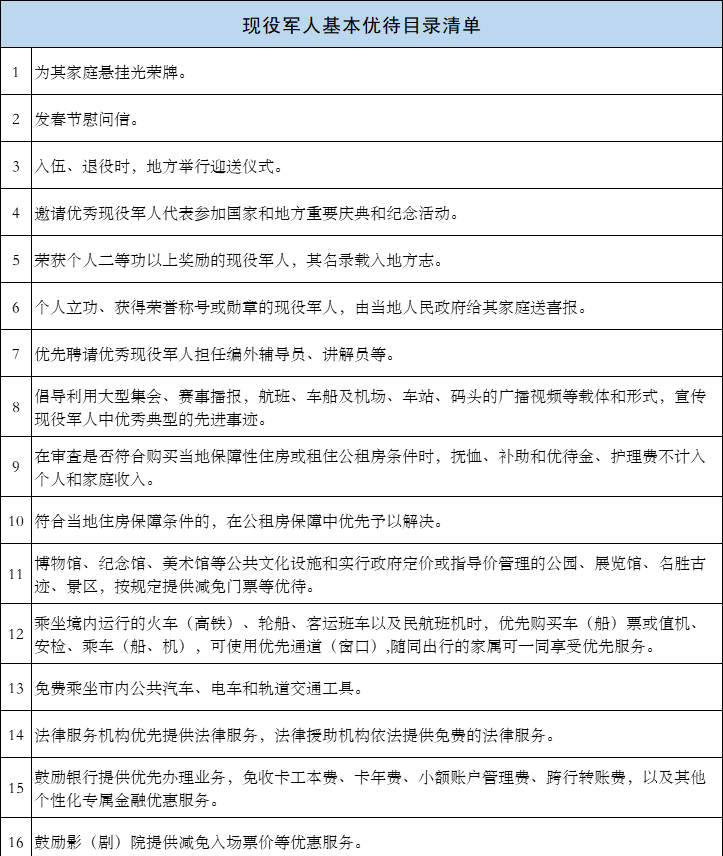 现役军人基本优待目录清单
1 为其家庭悬挂光荣牌。
2 发春节慰问信。
3 入伍、退役时，地方举行迎送仪式。
4 邀请优秀现役军人代表参加国家和地方重要庆典和纪念活动。
5 荣获个人二等功以上奖励的现役军人，其名录载入地方志。
6 个人立功、获得荣誉称号或勋章的现役军人，由当地人民政府给其家庭送喜报。
7 优先聘请优秀现役军人担任编外辅导员、讲解员等。
8 倡导利用大型集会、赛事播报，航班、车船及机场、车站、码头的广播视频等载体和形式，宣传
现役军人中优秀典型的先进事迹。
9 在审查是否符合购买当地保障性住房或租住公租房条件时，抚恤、补助和优待金、护理费不计入
个人和家庭收入。
10 符合当地住房保障条件的，在公租房保障中优先予以解决。
11 博物馆、纪念馆、美术馆等公共文化设施和实行政府定价或指导价管理的公园、展览馆、名胜古
迹、景区，按规定提供减免门票等优待。
12 乘坐境内运行的火车（高铁）、轮船、客运班车以及民航班机时，优先购买车（船）票或值机、
安检、乘车（船、机），可使用优先通道（窗口）,随同出行的家属可一同享受优先服务。
13 免费乘坐市内公共汽车、电车和轨道交通工具。
14 法律服务机构优先提供法律服务，法律援助机构依法提供免费的法律服务。
15 鼓励银行提供优先办理业务，免收卡工本费、卡年费、小额账户管理费、跨行转账费，以及其他
个性化专属金融优惠服务。
16 鼓励影（剧）院提供减免入场票价等优惠服务。